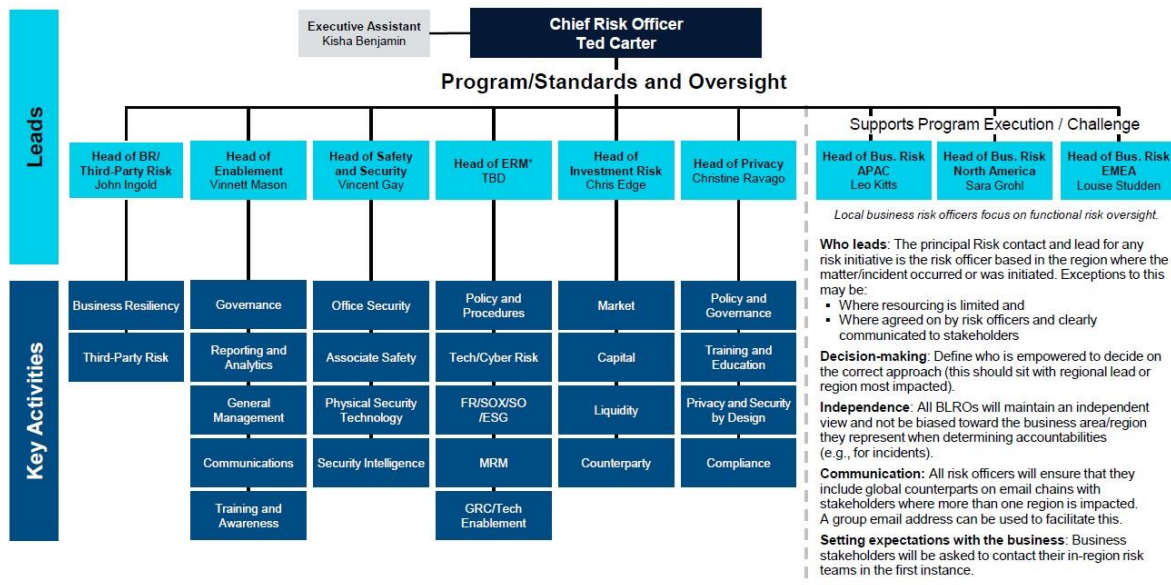 Leads
Executive Assistant
Kisha Benjamin
Chief Risk Officer
Ted Carter
Program/Standards and Oversight
Supports Program Execution / Challenge
Head of BR/
Third-Party Risk
John Ingold
Head of
Enablement
Vinnett Mason
Head of Safety
and Security
Vincent Gay
Head of ERM*
TBD
Head of
Investment Risk
Chris Edge
Head of Privacy
Christine Ravago
Head of Bus. Risk
APAC
Leo Kitts
Head of Bus. Risk
North America
Sara Grohl
Head of Bus. Risk
EMEA
Louise Studden
Local business risk officers focus on functional risk oversight.
Key Activities
Business Resiliency
Third-Party Risk
Governance
Reporting and
Analytics
General
Management
Communications
Training and
Awareness
Office Security
Associate Safety
Physical Security
Technology
Security Intelligence
Policy and
Procedures
Tech/Cyber Risk
FR/SOX/SO
/ESG
MRM
GRC/Tech
Enablement
Market
Capital
Liquidity
Counterparty
Policy and
Governance
Training and
Education
Privacy and Security
by Design
Compliance
Who leads: The principal Risk contact and lead for any
risk initiative is the risk officer based in the region where the
matter/incident occurred or was initiated. Exceptions to this
may be:
▪ Where resourcing is limited and
▪ Where agreed on by risk officers and clearly
communicated to stakeholders
Decision-making: Define who is empowered to decide on
the correct approach (this should sit with regional lead or
region most impacted).
Independence: All BLROs will maintain an independent
view and not be biased toward the business area/region
they represent when determining accountabilities
(e.g., for incidents).
Communication: All risk officers will ensure that they
include global counterparts on email chains with
stakeholders where more than one region is impacted.
A group email address can be used to facilitate this.
Setting expectations with the business: Business
stakeholders will be asked to contact their in-region risk
teams in the first instance.